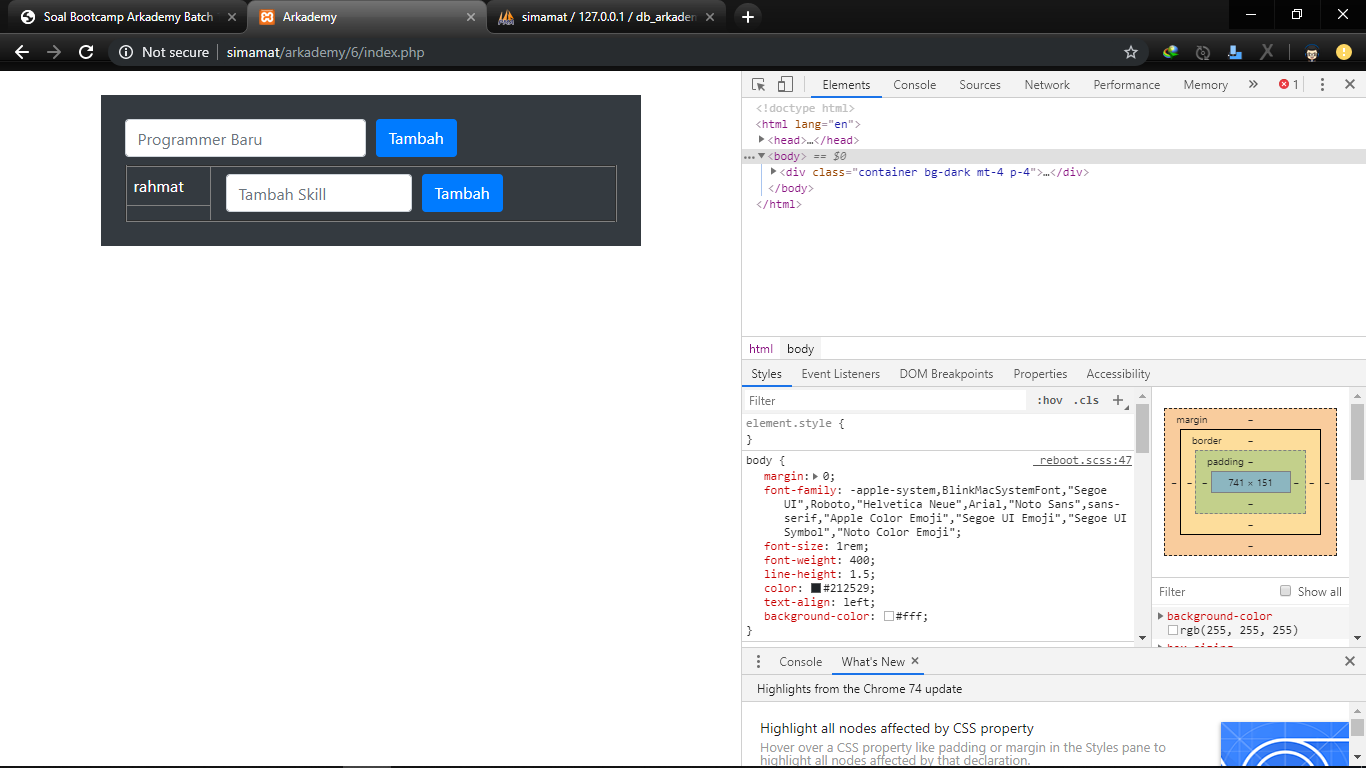 Soal Bootcamp Arkademy Batch
Arkademy
simamat / 127.0.0.1 / db_arkadem
Not secure
simamat/arkademy/6/index.php
Programmer Baru
Tambah
rahmat
Tambah Skill
Tambah
Elements Console Sources Network Performance Memory » 1
<!doctype html>
<html lang="en">
<head>…</head>
<body> == $0
<div class="container bg-dark mt-4 p-4">…</div>
</body>
</html>
html body
Styles Event Listeners DOM Breakpoints Properties Accessibility
Filter :hov .cls +
element.style {
}
body { _reboot.scss:47
margin: 0;
font-family: -apple-system,BlinkMacSystemFont,"Segoe
UI",Roboto,"Helvetica Neue",Arial,"Noto Sans",sans-
serif,"Apple Color Emoji","Segoe UI Emoji","Segoe UI
Symbol","Noto Color Emoji";
font-size: 1rem;
font-weight: 400;
line-height: 1.5;
color: #212529;
text-align: left;
background-color: #fff;
}
margin –
border –
padding –
– – – 741 × 151 – – –
–
–
–
Filter Show all
background-color
rgb(255, 255, 255)
Console What's New
Highlights from the Chrome 74 update
Highlight all nodes affected by CSS property
Hover over a CSS property like padding or margin in the Styles pane to
highlight all nodes affected by that declaration.